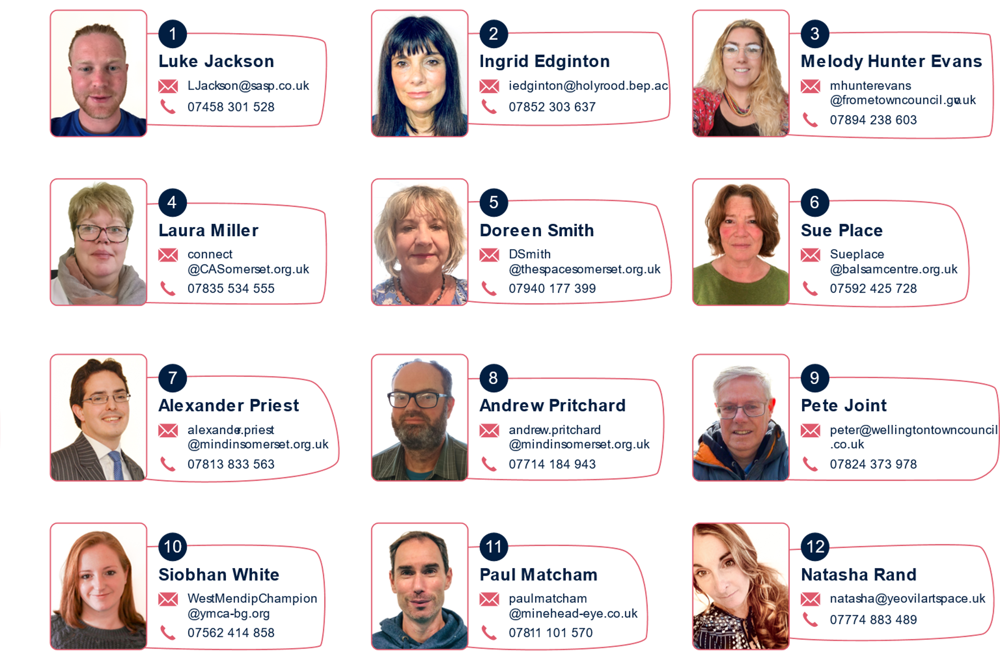 1
Luke Jackson
LJackson@sasp.co.uk
07458 301 528
2
Ingrid Edginton
iedginton@holyrood.bep.ac
07852 303 637
3
Melody Hunter Evans
mhunterevans
@frometowncouncil.gov.uk
07894 238 603
4
Laura Miller
connect
@CASomerset.org.uk
07835 534 555
5
Doreen Smith
DSmith
@thespacesomerset.org.uk
07940 177 399
6
Sue Place
Sueplace
@balsamcentre.org.uk
07592 425 728
7
Alexander Priest
alexander.priest
@mindinsomerset.org.uk
07813 833 563
8
Andrew Pritchard
andrew.pritchard
@mindinsomerset.org.uk
07714 184 943
9
Pete Joint
peter@wellingtontowncouncil
.co.uk
07824 373 978
10
Siobhan White
WestMendipChampion
@ymca-bg.org
07562 414 858
11
Paul Matcham
paulmatcham
@minehead-eye.co.uk
07811 101 570
12
Natasha Rand
natasha@yeovilartspace.uk
07774 883 489